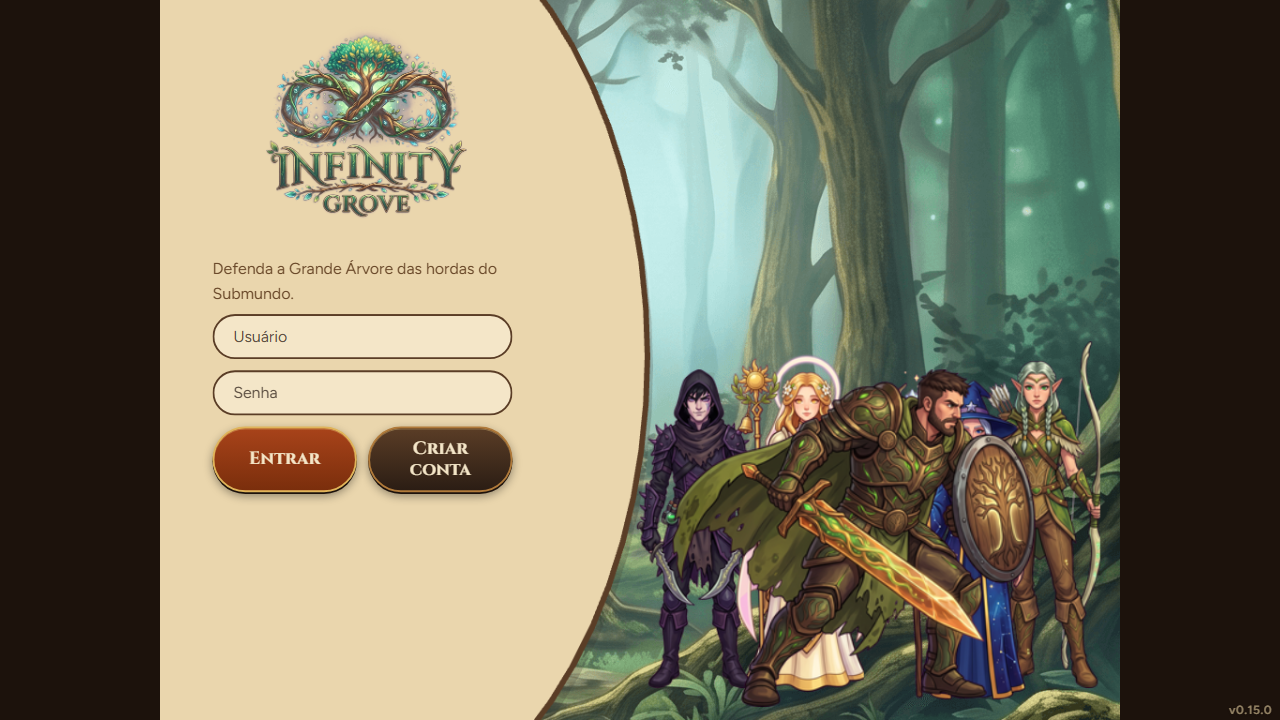 INFINITY
GROVE
Defenda a Grande Árvore das hordas do
Submundo.
Usuário
Senha
Entrar
Criar
conta
v0.15.0